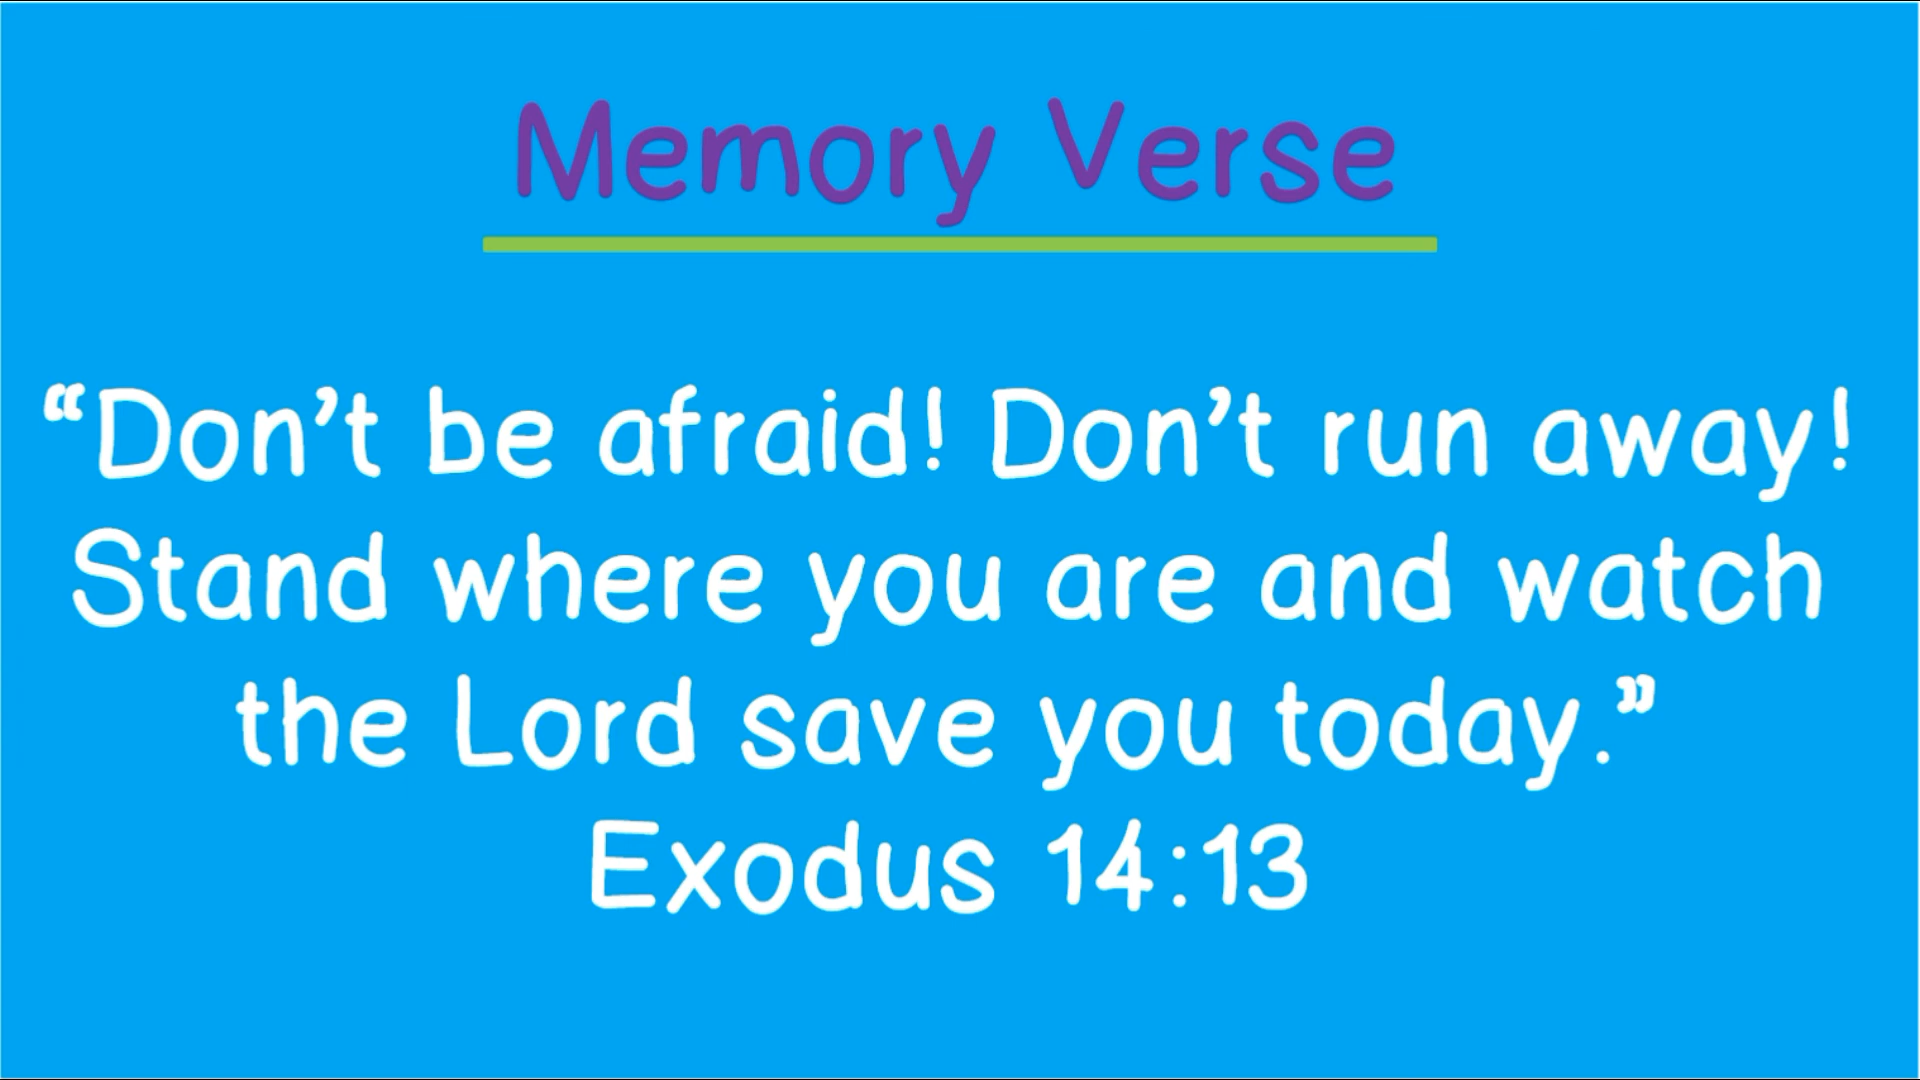 Memory Verse
“Don’t be afraid! Don’t run away!
Stand where you are and watch
the Lord save you today.”
Exodus 14:13